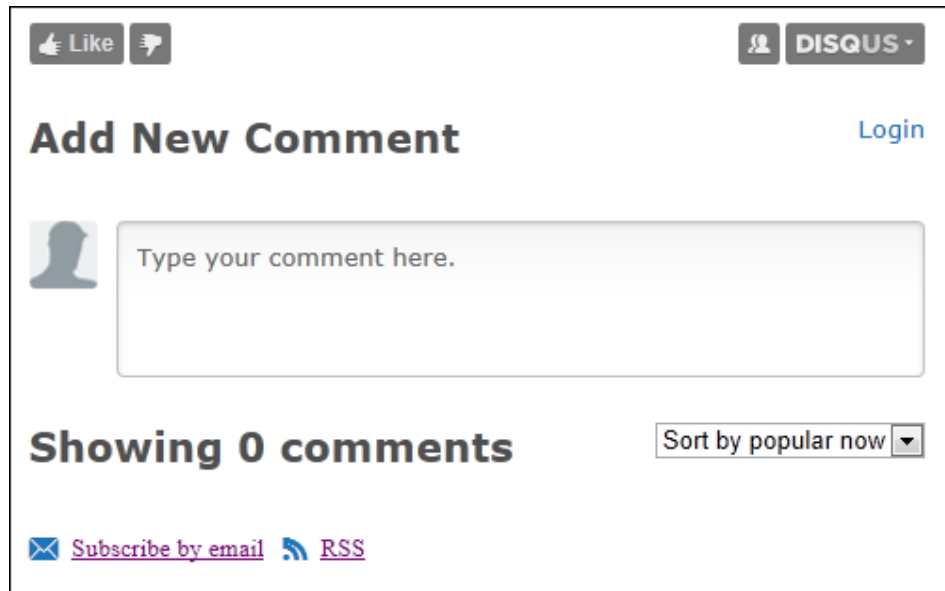 Like DISQUS
Add New Comment Login
Type your comment here.
Showing 0 comments Sort by popular now
Subscribe by email RSS